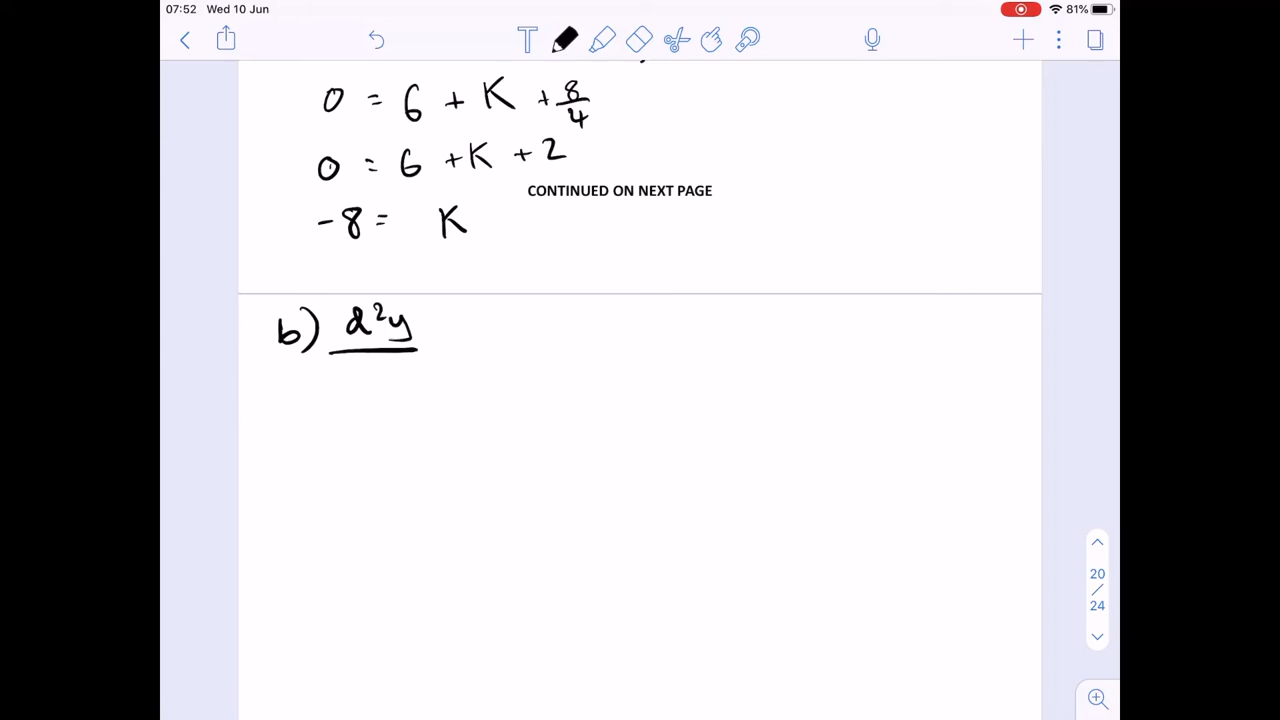 07:52 Wed 10 Jun 81%
0 = 6 + K + 8/4
0 = 6 + K + 2
CONTINUED ON NEXT PAGE
-8 = K
b) d²y
20
/
24